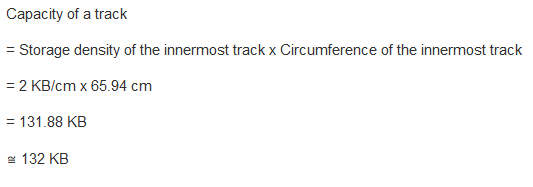 Capacity of a track
= Storage density of the innermost track x Circumference of the innermost track
= 2 KB/cm x 65.94 cm
= 131.88 KB
≅ 132 KB